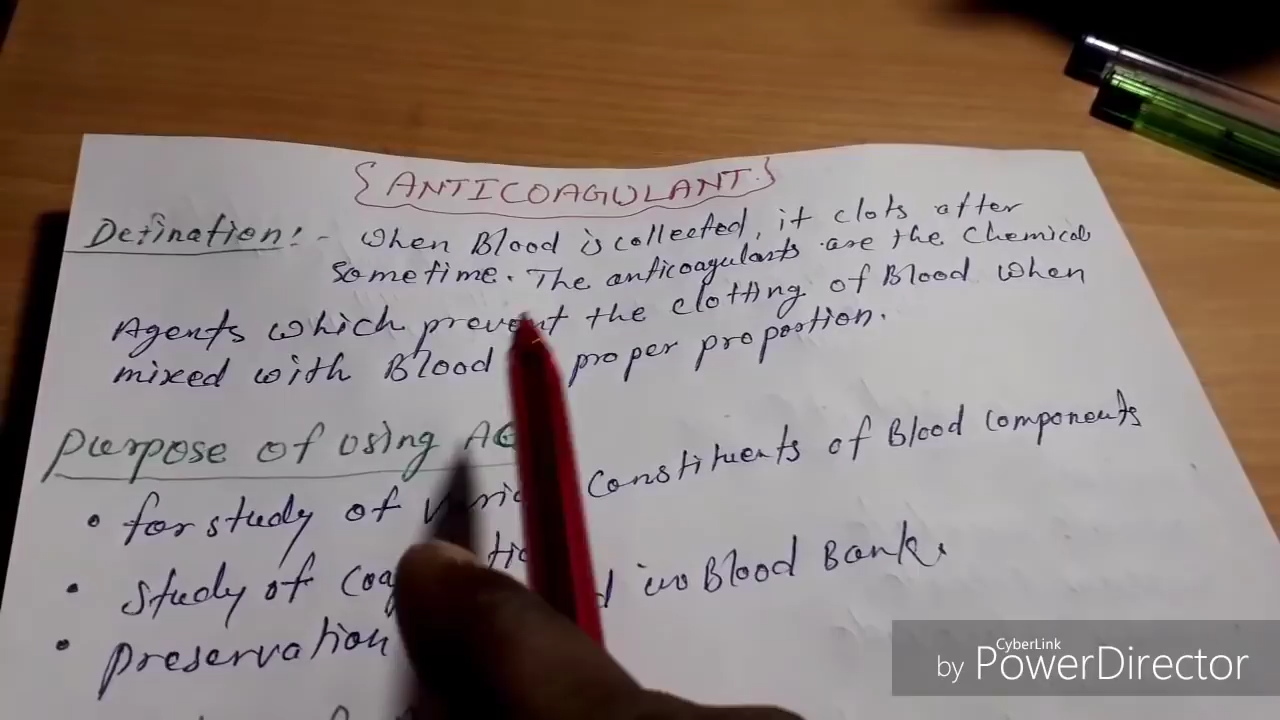 {ANTICOAGULANT}
Defination:- When Blood is collected, it clots after
sometime. The anticoagulants are the Chemical
Agents which prevent the clotting of Blood when
mixed with Blood proper proportion.
Purpose of using
• for study of constituents of Blood components
• study of
• preservation Blood Bank.
CyberLink
by PowerDirector